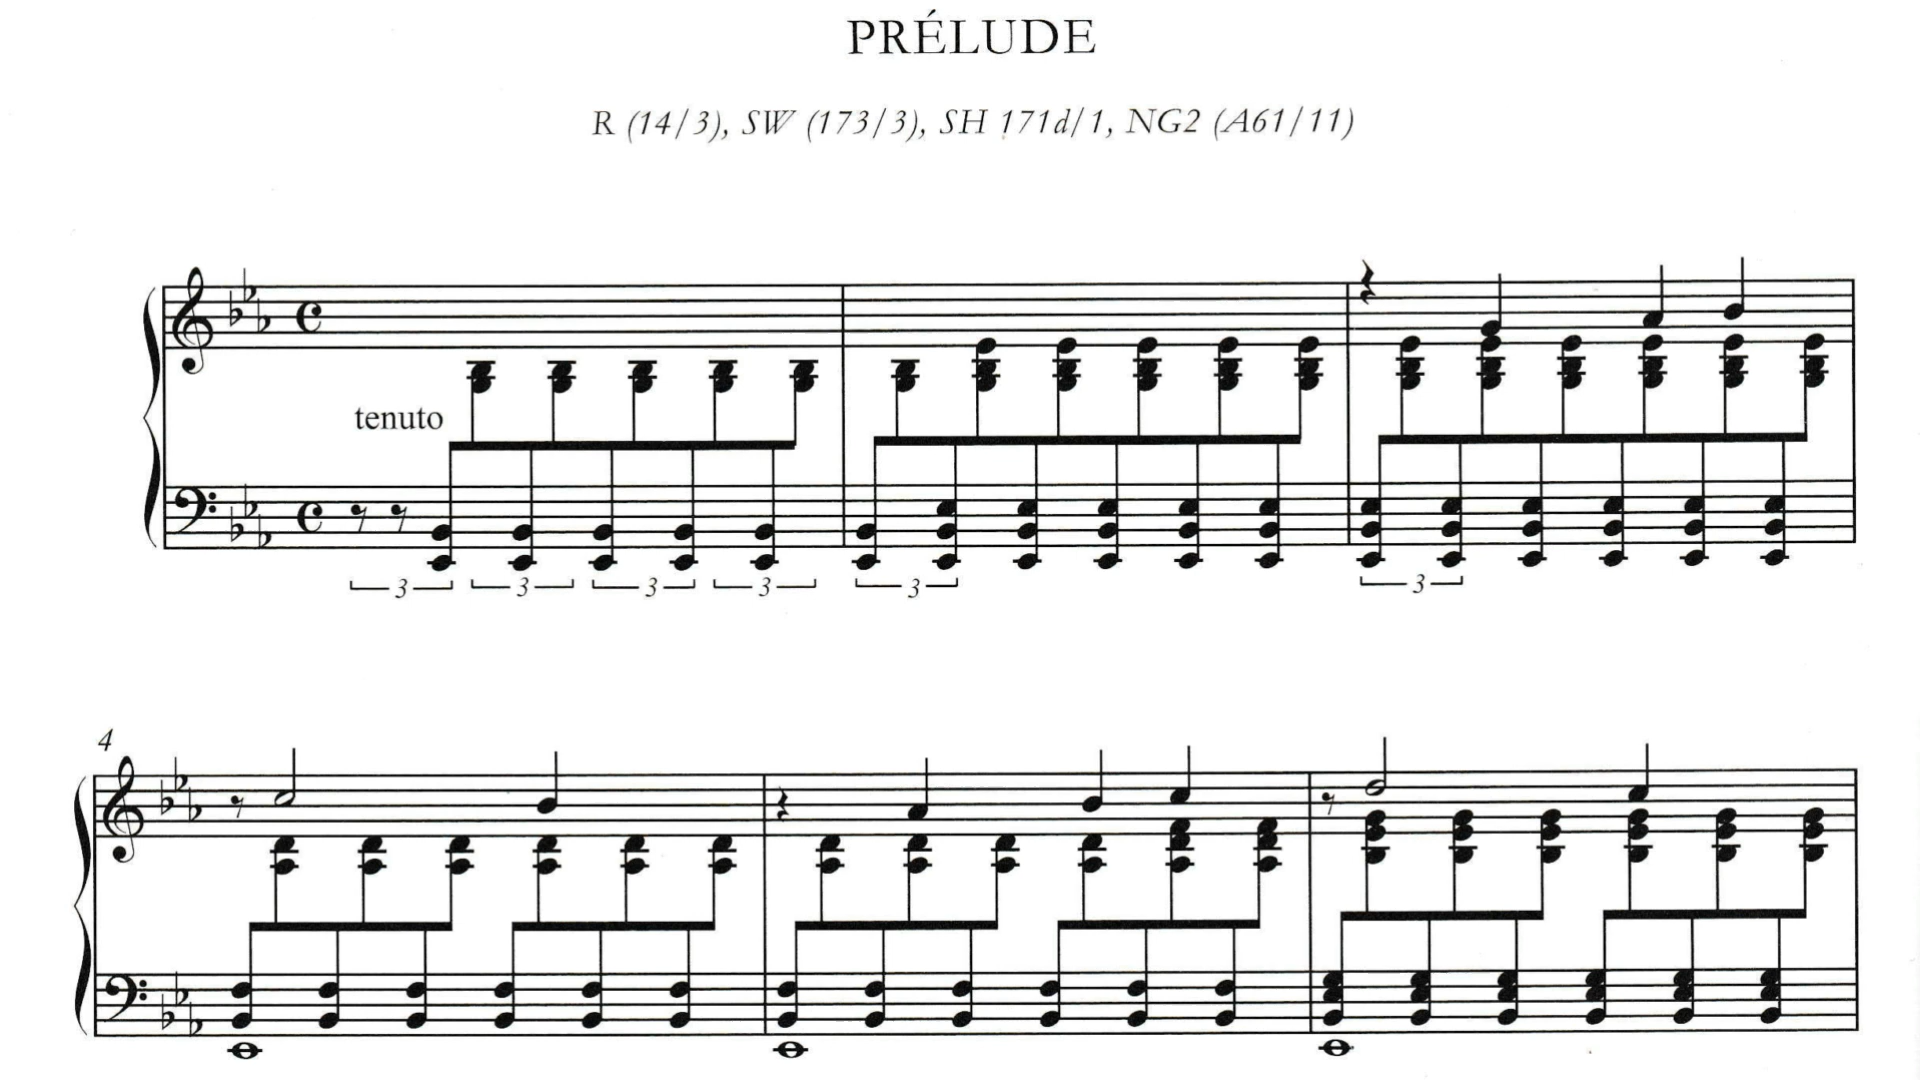 PRÉLUDE
R (14/3), SW (173/3), SH 171d/1, NG2 (A61/11)
tenuto
3 3 3 3 3 3
4